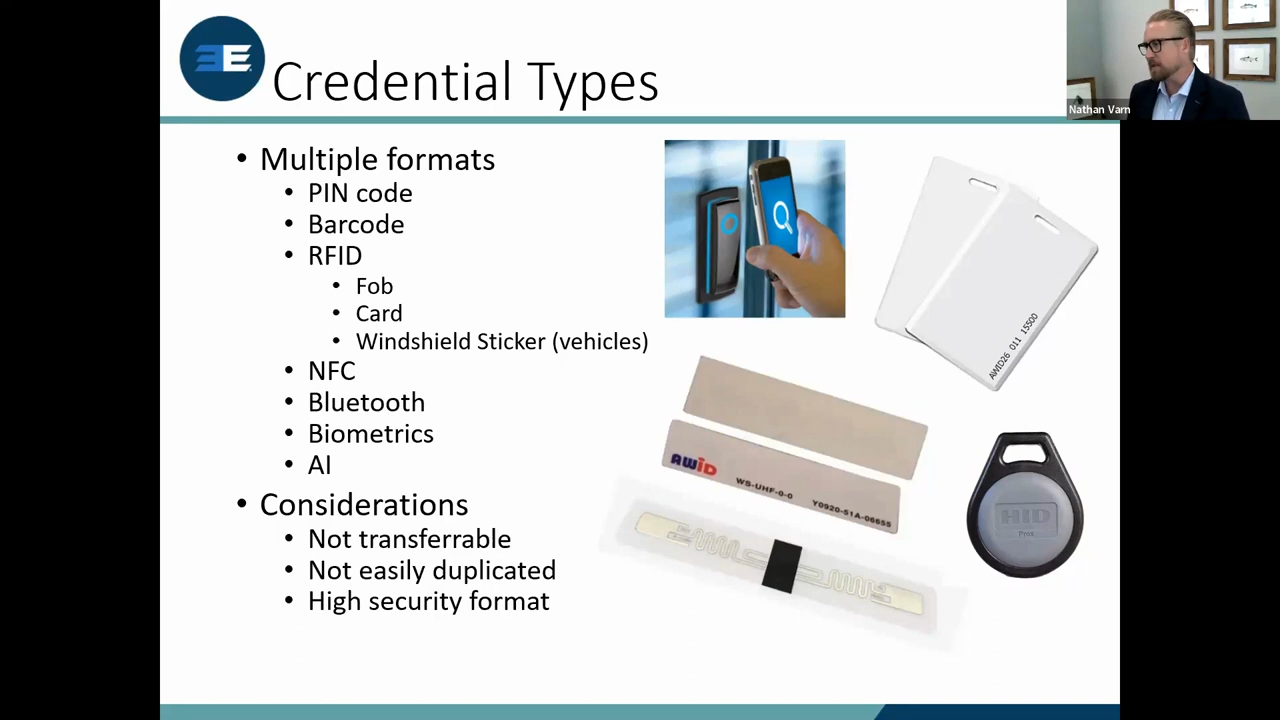 3E
Credential Types
Nathan Varn
• Multiple formats
• PIN code
• Barcode
• RFID
• Fob
• Card
• Windshield Sticker (vehicles)
• NFC
• Bluetooth
• Biometrics
• AI
• Considerations
• Not transferrable
• Not easily duplicated
• High security format
AWID26 011 15500
AWID
WS-UHF-0-0 Y0920-51A-06655
HID
Prox